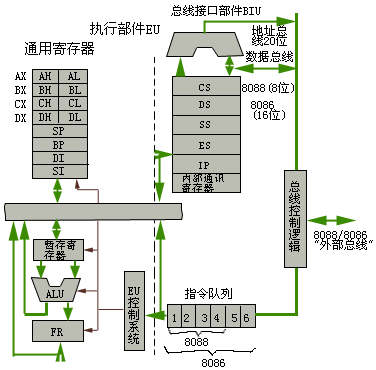 总线接口部件BIU
执行部件EU
地址总
线20位
通用寄存器
数据总线
AX AH AL
BX BH BL
CX CH CL
DX DH DL
SP
BP
DI
SI
CS
DS
SS
ES
IP
内部通讯
寄存器
8088 (8位)
8086
(16位)
总线控制逻辑
8088/8086
“外部总线”
暂存寄
存器
ALU
FR
EU控制系统
指令队列
1 2 3 4 5 6
8088
8086